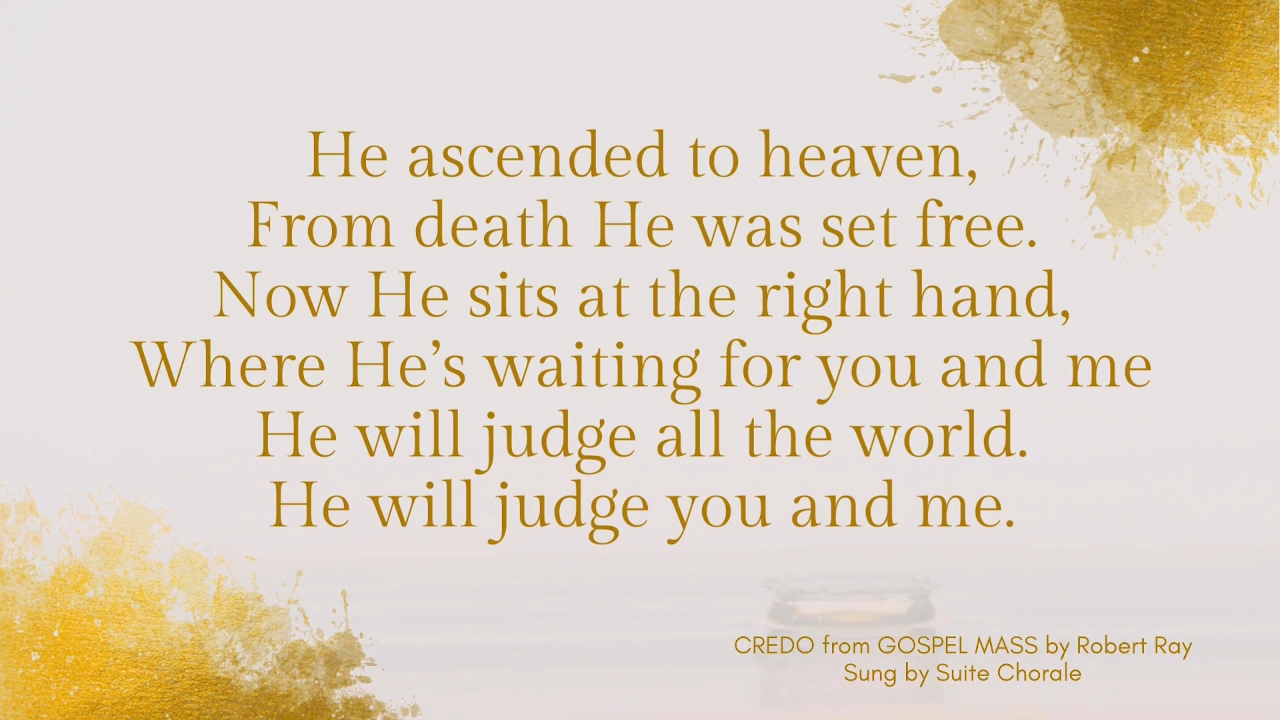 He ascended to heaven,
From death He was set free.
Now He sits at the right hand,
Where He’s waiting for you and me
He will judge all the world.
He will judge you and me.
CREDO from GOSPEL MASS by Robert Ray
Sung by Suite Chorale